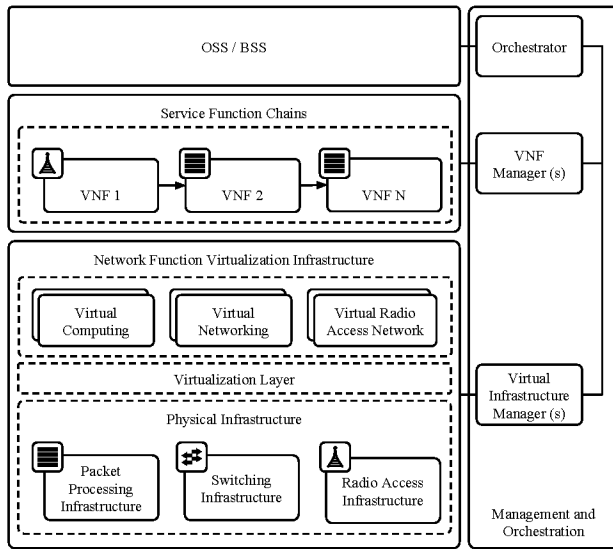 OSS / BSS
Orchestrator
Service Function Chains
VNF 1
VNF 2
VNF N
VNF
Manager (s)
Network Function Virtualization Infrastructure
Virtual
Computing
Virtual
Networking
Virtual Radio
Access Network
Virtualization Layer
Virtual
Infrastructure
Manager (s)
Physical Infrastructure
Packet
Processing
Infrastructure
Switching
Infrastructure
Radio Access
Infrastructure
Management and
Orchestration